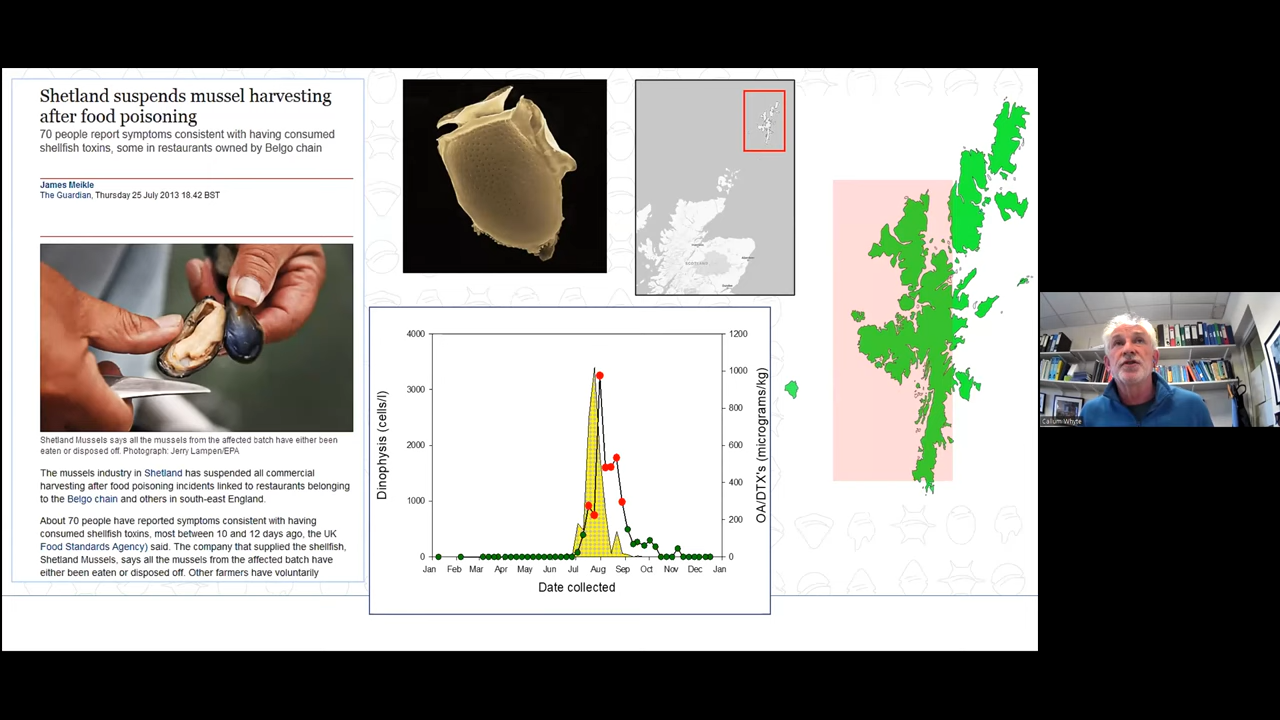 Shetland suspends mussel harvesting
after food poisoning
70 people report symptoms consistent with having consumed
shellfish toxins, some in restaurants owned by Belgo chain
James Meikle
The Guardian, Thursday 25 July 2013 18.42 BST
Shetland Mussels says all the mussels from the affected batch have either been
eaten or disposed off. Photograph: Jerry Lampen/EPA
The mussels industry in Shetland has suspended all commercial
harvesting after food poisoning incidents linked to restaurants belonging
to the Belgo chain and others in south-east England.
About 70 people have reported symptoms consistent with having
consumed shellfish toxins, most between 10 and 12 days ago, the UK
Food Standards Agency) said. The company that supplied the shellfish,
Shetland Mussels, says all the mussels from the affected batch have
either been eaten or disposed off. Other farmers have voluntarily
SCOTLAND
4000
3000
2000
1000
0
Dinophysis (cells/l)
1200
1000
800
600
400
200
0
OA/DTX's (micrograms/kg)
Jan Feb Mar Apr May Jun Jul Aug Sep Oct Nov Dec Jan
Date collected
Callum Whyte